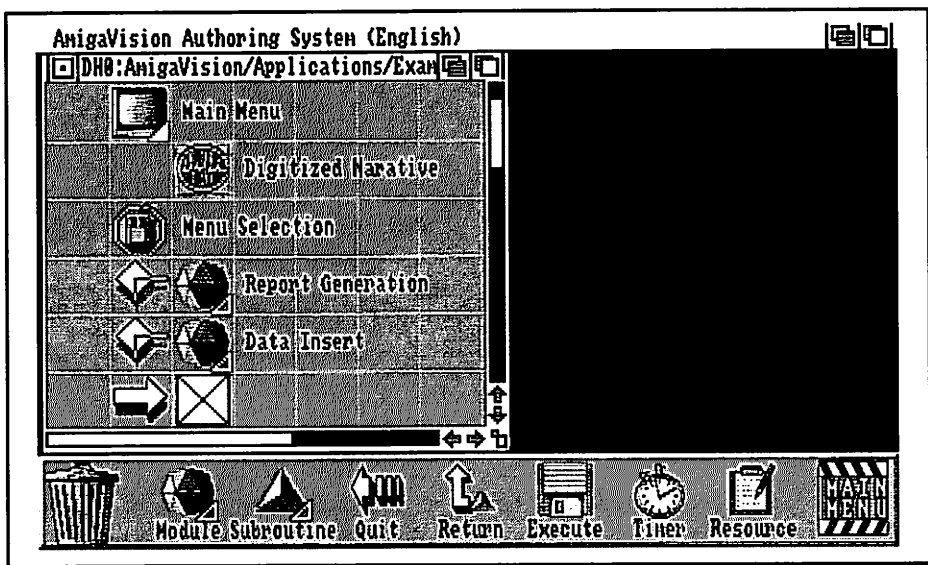 AmigaVision Authoring System (English)
DH0:AmigaVision/Applications/Exam
Main Menu
Digitized Narative
Menu Selection
Report Generation
Data Insert
Module Subroutine Quit Return Execute Timer Resource
MAIN
MENU